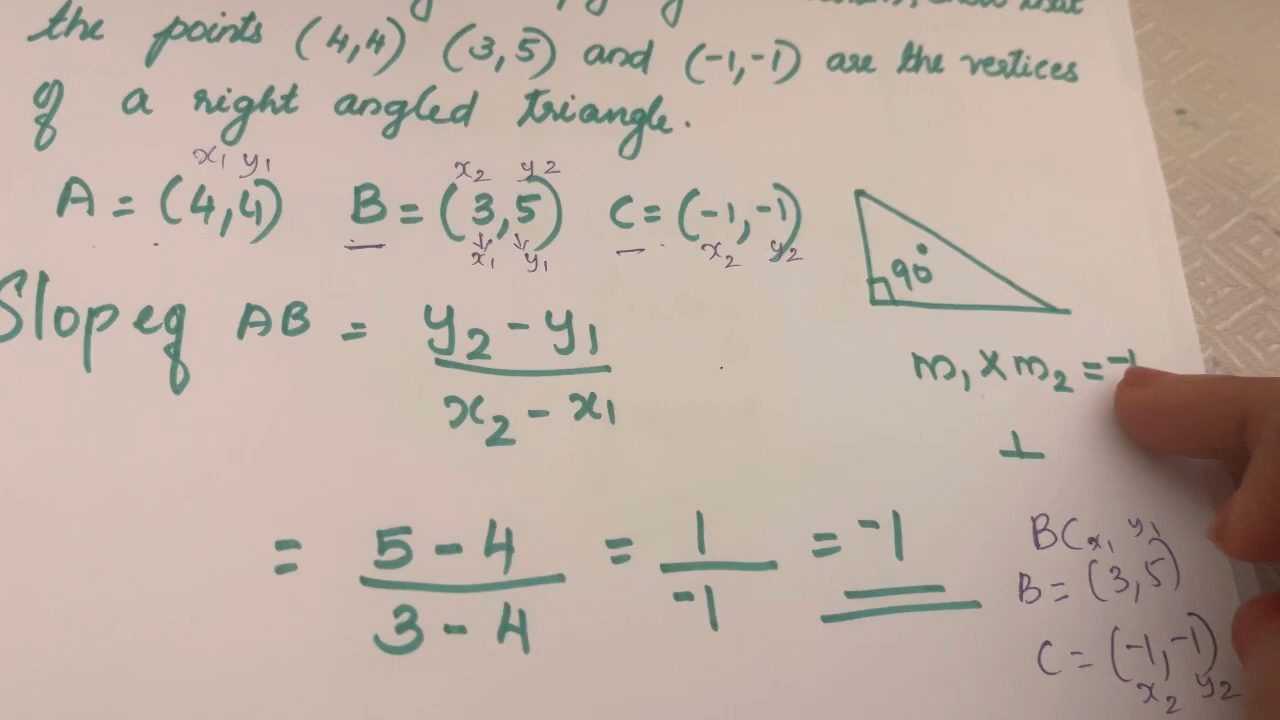 the points (4,4) (3,5) and (-1,-1) are the vertices
of a right angled triangle.
x₁ y₁ x₂ y₂
A = (4,4) B = (3,5) C = (-1,-1)
x₁ y₁ x₂ y₂
90°
Slope of AB = y₂ - y₁ / x₂ - x₁
m₁ × m₂ = -1
⊥
= 5 - 4 / 3 - 4 = 1 / -1 = -1
BC x₁ y₁
B = (3,5)
C = (-1,-1)
x₂ y₂